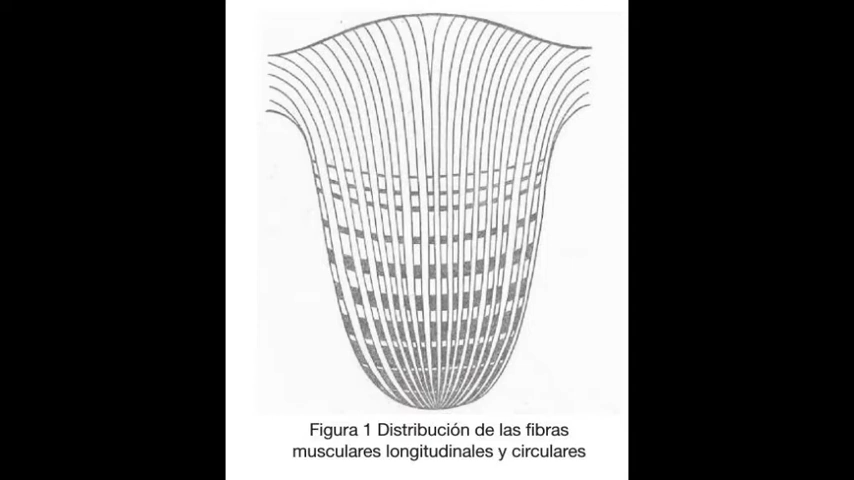 Figura 1 Distribución de las fibras
musculares longitudinales y circulares